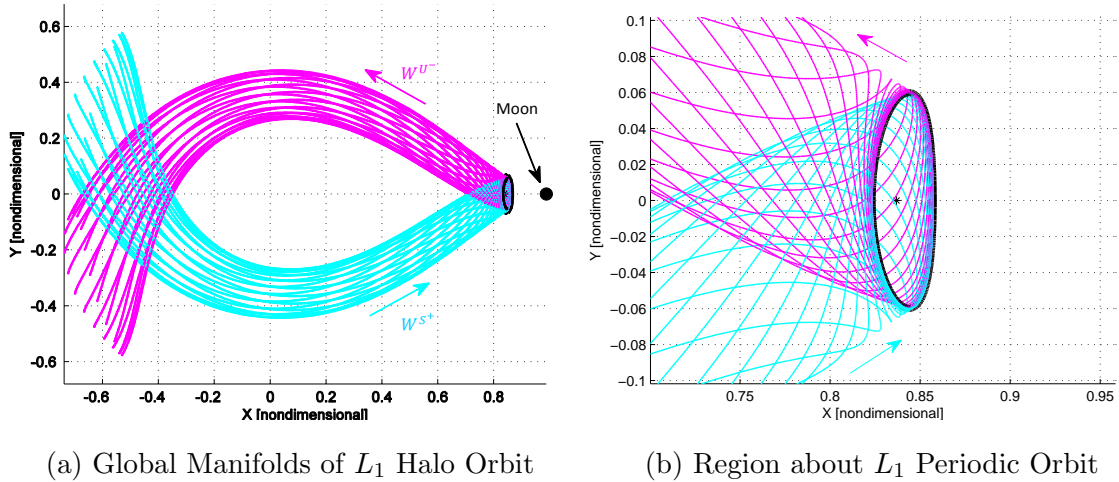 0.6
0.4
0.2
0
-0.2
-0.4
-0.6
Y [nondimensional]
-0.6 -0.4 -0.2 0 0.2 0.4 0.6 0.8
X [nondimensional]
W^{U^-}
Moon
W^{S^+}
(a) Global Manifolds of L₁ Halo Orbit
0.1
0.08
0.06
0.04
0.02
0
−0.02
−0.04
−0.06
−0.08
−0.1
Y [nondimensional]
0.75 0.8 0.85 0.9 0.95
X [nondimensional]
(b) Region about L₁ Periodic Orbit